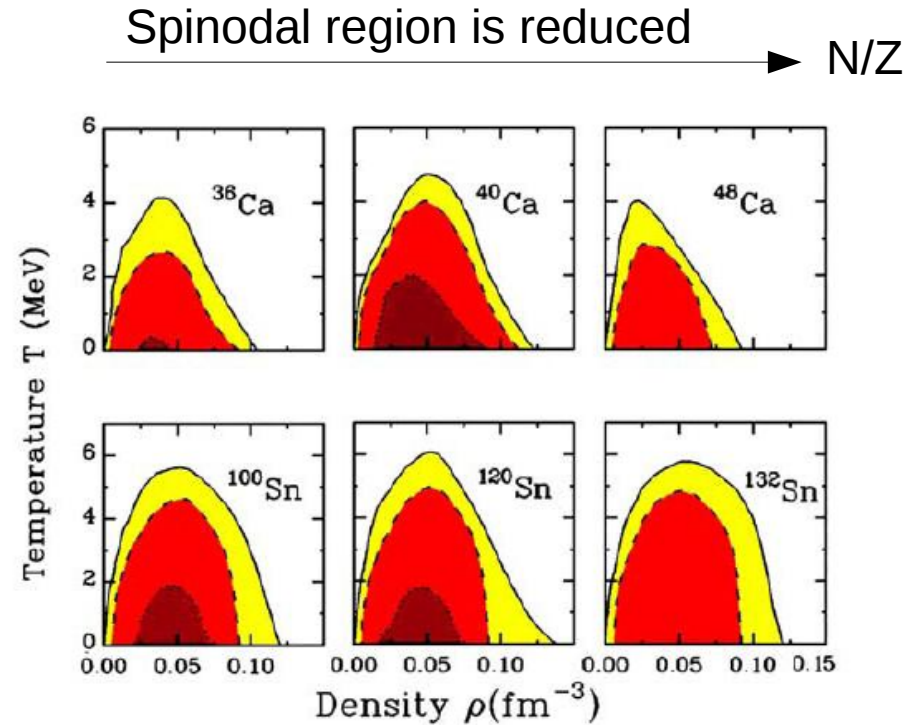 Spinodal region is reduced
N/Z
6
4
2
0
³⁶Ca
⁴⁰Ca
⁴⁸Ca
Temperature T (MeV)
6
4
2
0
¹⁰⁰Sn
¹²⁰Sn
¹³²Sn
0.00 0.05 0.10 0.00 0.05 0.10 0.00 0.05 0.10 0.15
Density ρ(fm⁻³)